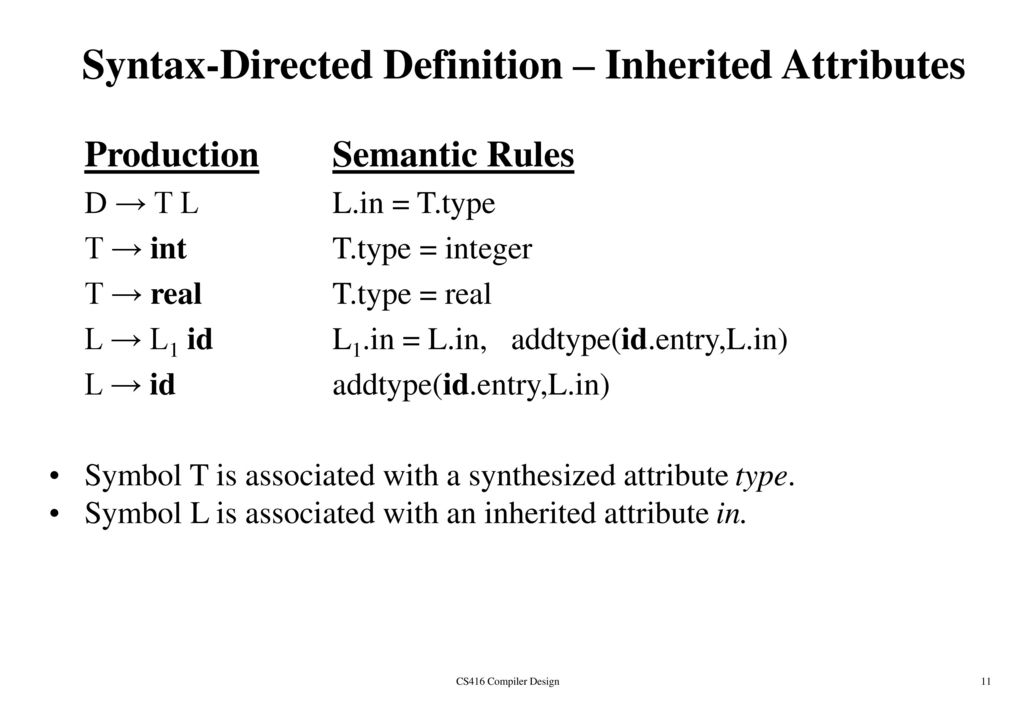 Syntax-Directed Definition – Inherited Attributes
Production Semantic Rules
D → T L L.in = T.type
T → int T.type = integer
T → real T.type = real
L → L₁ id L₁.in = L.in, addtype(id.entry,L.in)
L → id addtype(id.entry,L.in)
• Symbol T is associated with a synthesized attribute type.
• Symbol L is associated with an inherited attribute in.
CS416 Compiler Design 11